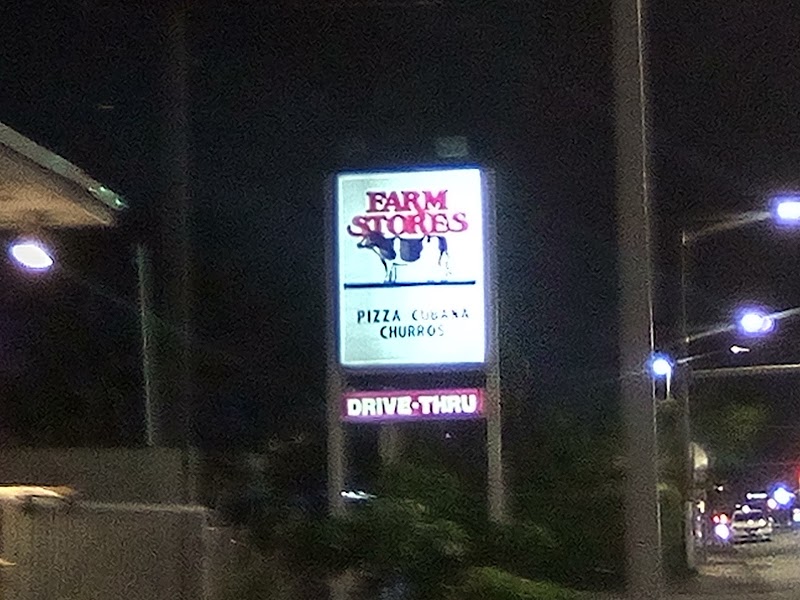 FARM
STORES
PIZZA CUBANA
CHURROS
DRIVE-THRU